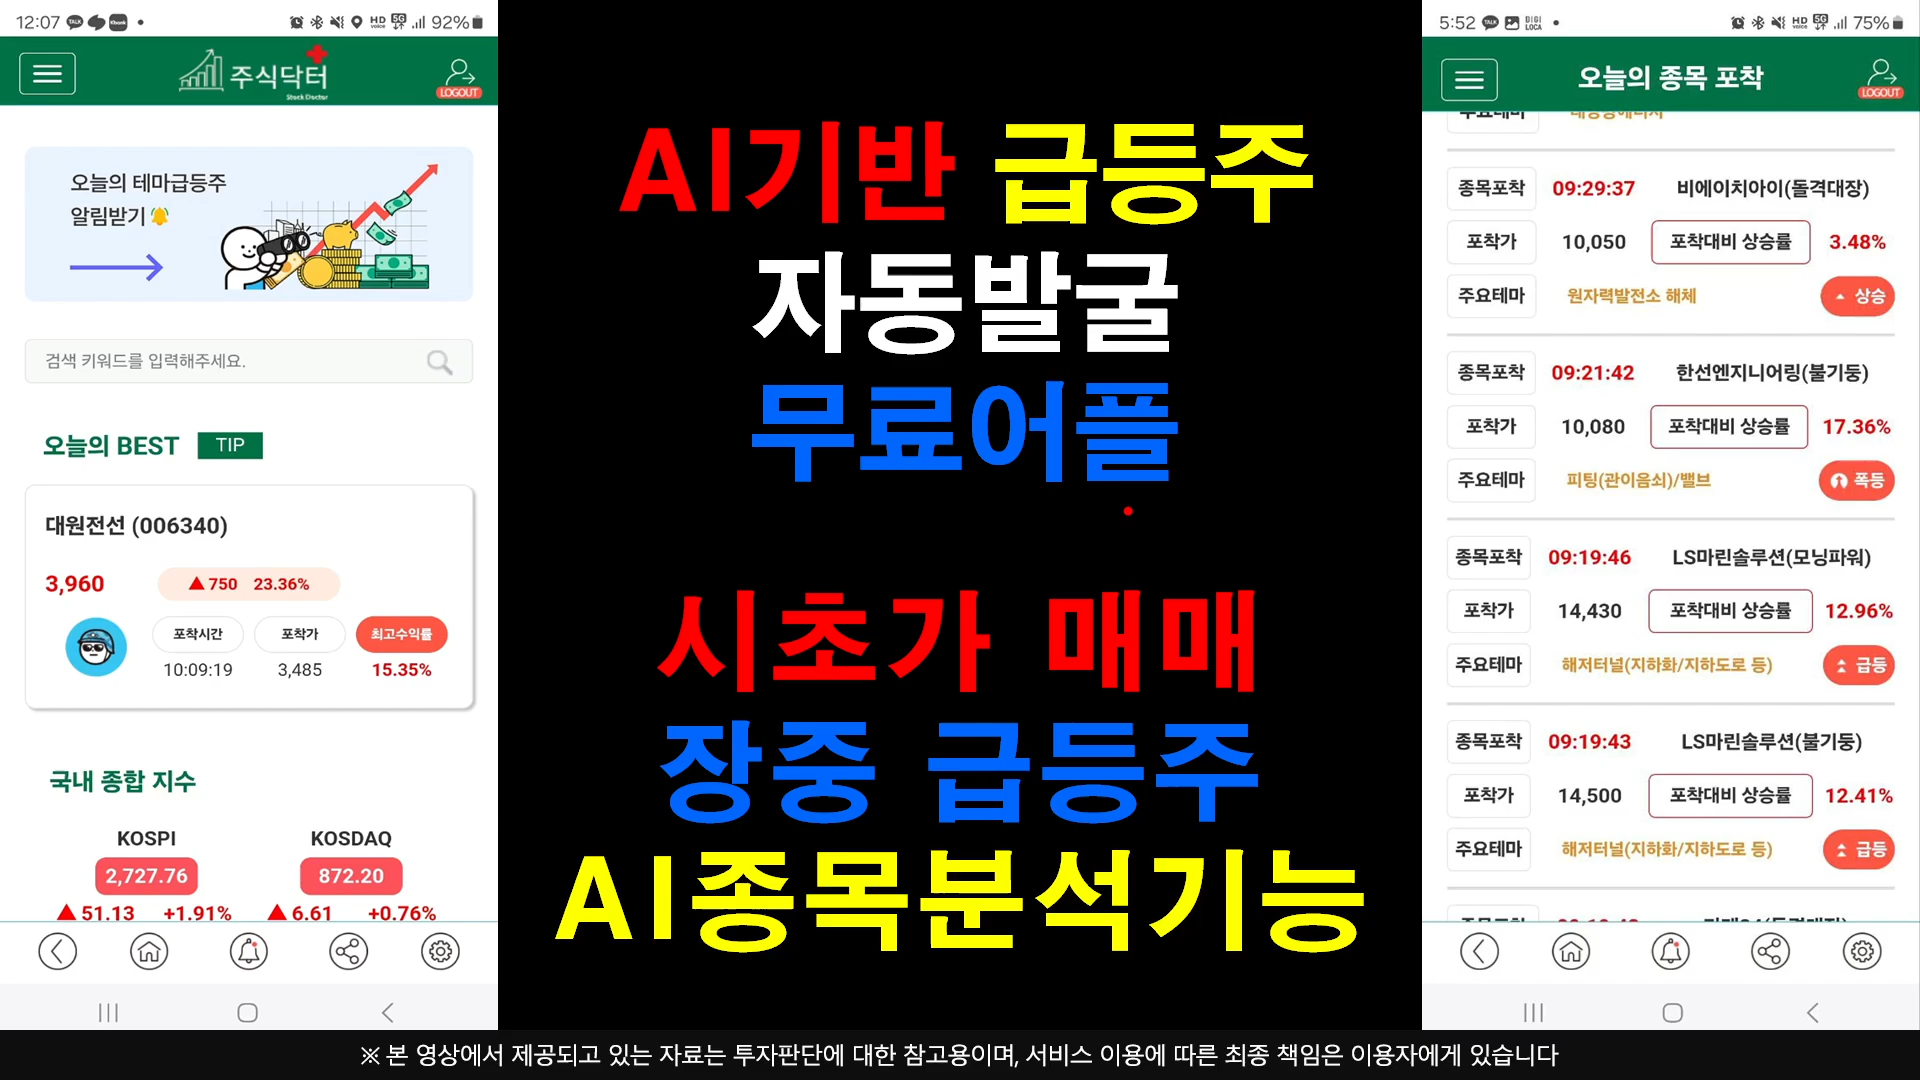 12:07
92%
주식닥터
Stock Doctor
LOGOUT
오늘의 테마급등주
알림받기
검색 키워드를 입력해주세요.
오늘의 BEST TIP
대원전선 (006340)
3,960 ▲750 23.36%
포착시간 포착가 최고수익률
10:09:19 3,485 15.35%
국내 종합 지수
KOSPI KOSDAQ
2,727.76 872.20
▲51.13 +1.91% ▲6.61 +0.76%
AI기반 급등주
자동발굴
무료어플
시초가 매매
장중 급등주
AI종목분석기능
5:52
75%
오늘의 종목 포착
LOGOUT
종목포착 09:29:37 비에이치아이(돌격대장)
포착가 10,050 포착대비 상승률 3.48%
주요테마 원자력발전소 해체 상승
종목포착 09:21:42 한선엔지니어링(불기둥)
포착가 10,080 포착대비 상승률 17.36%
주요테마 피팅(관이음쇠)/밸브 폭등
종목포착 09:19:46 LS마린솔루션(모닝파워)
포착가 14,430 포착대비 상승률 12.96%
주요테마 해저터널(지하화/지하도로 등) 급등
종목포착 09:19:43 LS마린솔루션(불기둥)
포착가 14,500 포착대비 상승률 12.41%
주요테마 해저터널(지하화/지하도로 등) 급등
※ 본 영상에서 제공되고 있는 자료는 투자판단에 대한 참고용이며, 서비스 이용에 따른 최종 책임은 이용자에게 있습니다